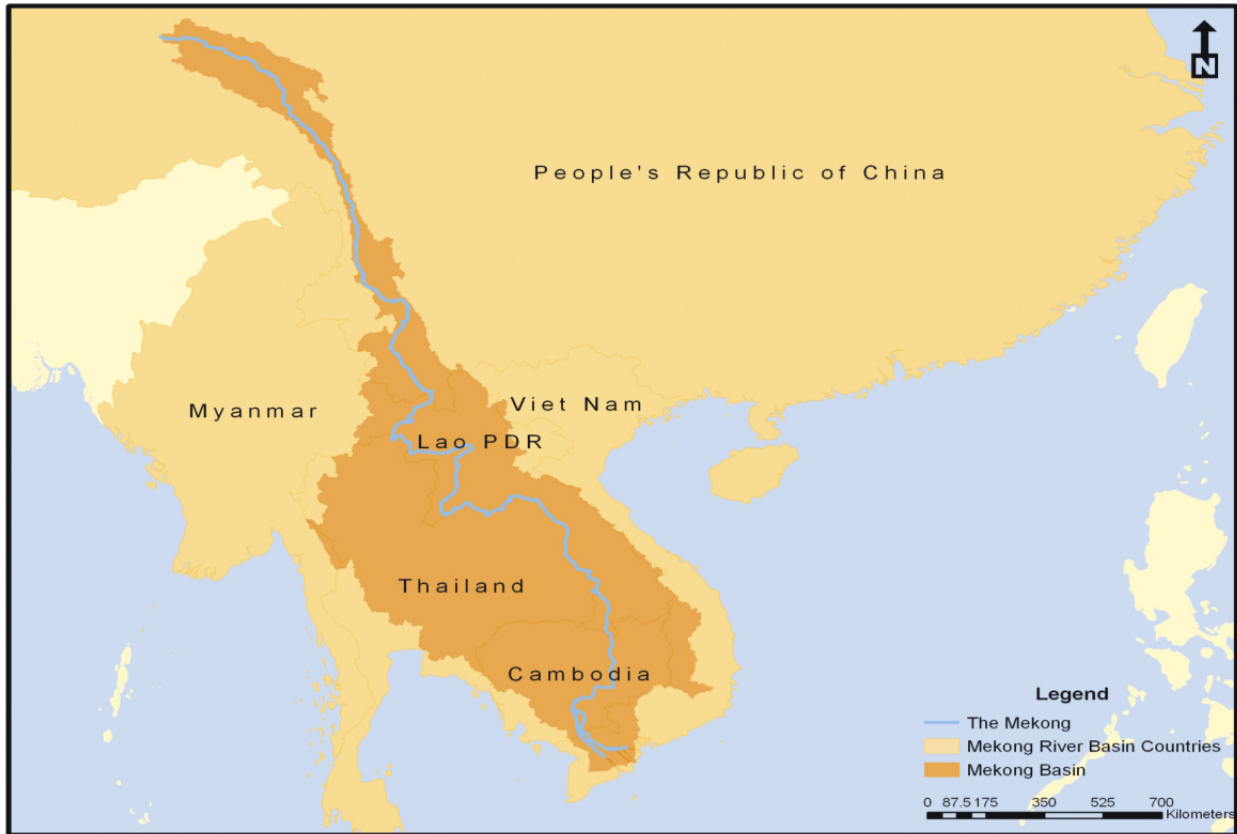 N
People's Republic of China
Myanmar
Viet Nam
Lao PDR
Thailand
Cambodia
Legend
The Mekong
Mekong River Basin Countries
Mekong Basin
0 87.5 175 350 525 700
Kilometers